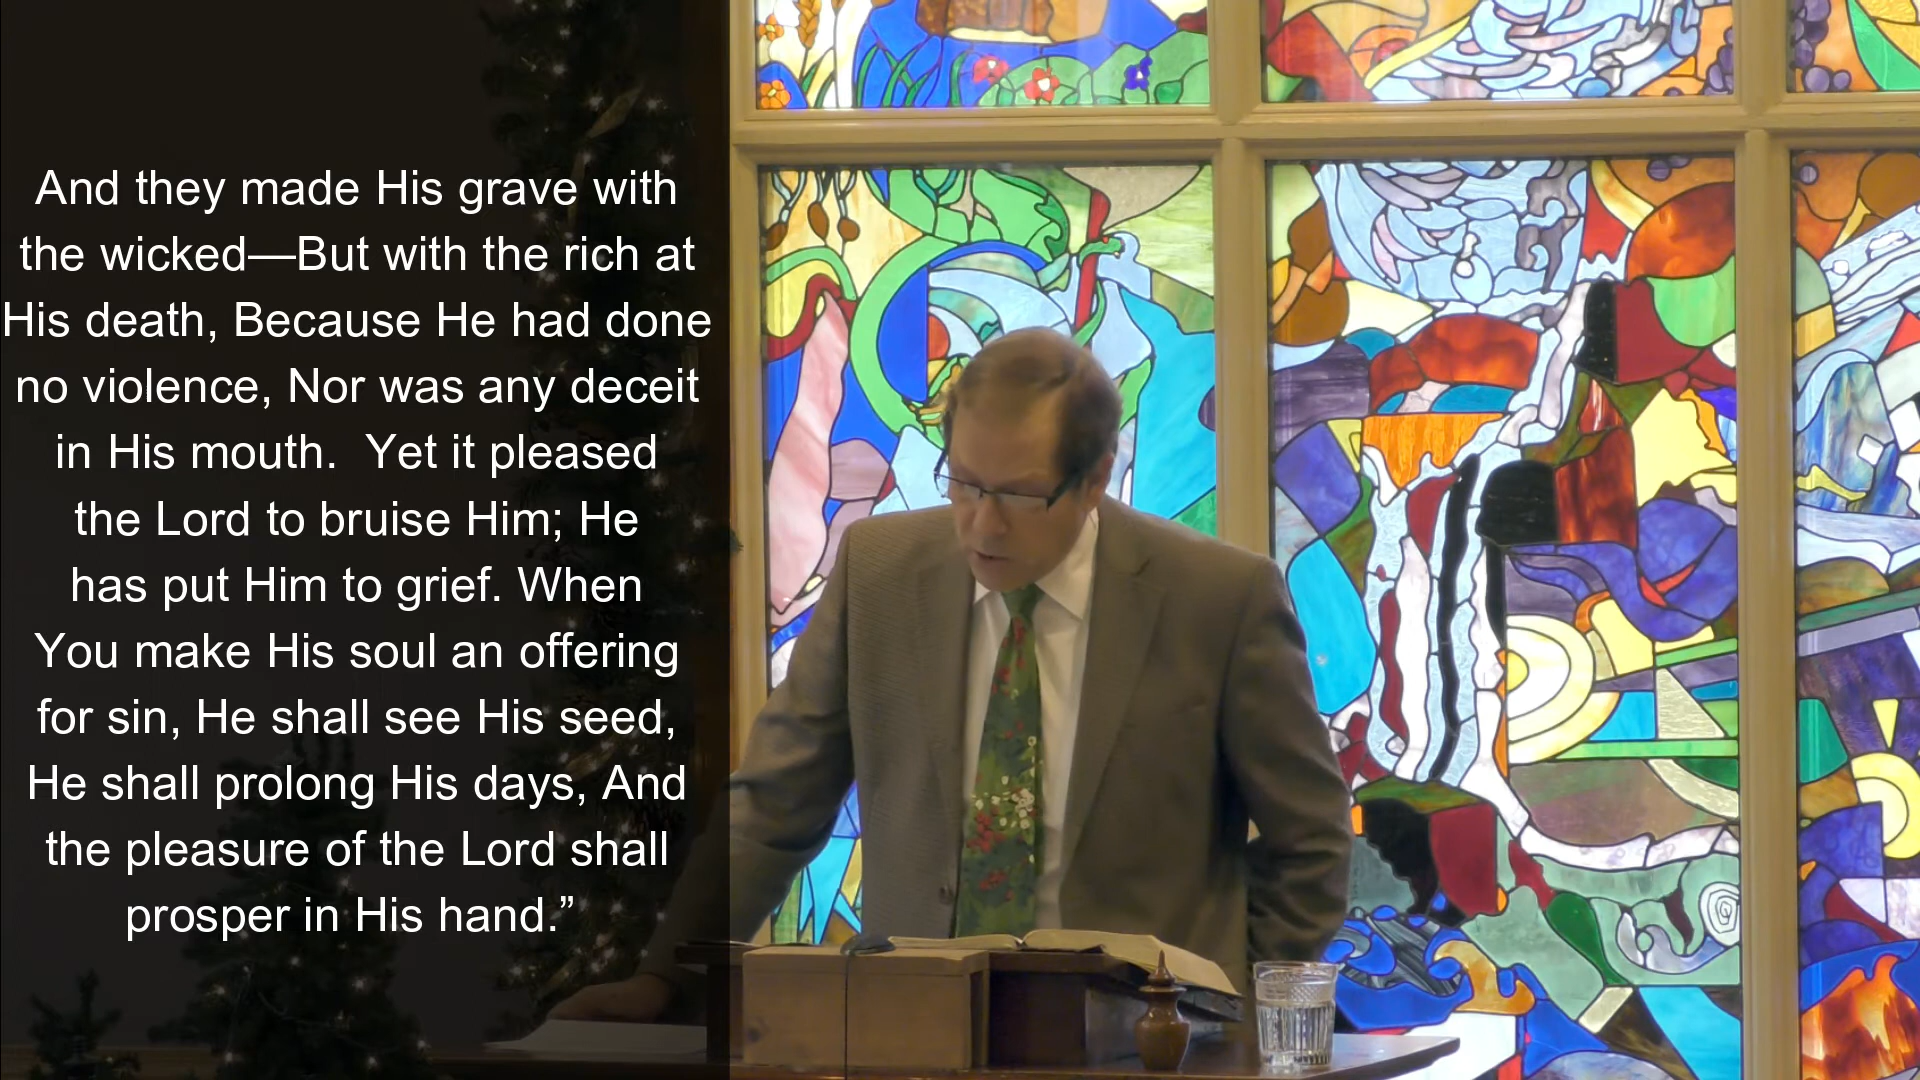 And they made His grave with
the wicked—But with the rich at
His death, Because He had done
no violence, Nor was any deceit
in His mouth.  Yet it pleased
the Lord to bruise Him; He
has put Him to grief. When
You make His soul an offering
for sin, He shall see His seed,
He shall prolong His days, And
the pleasure of the Lord shall
prosper in His hand.”